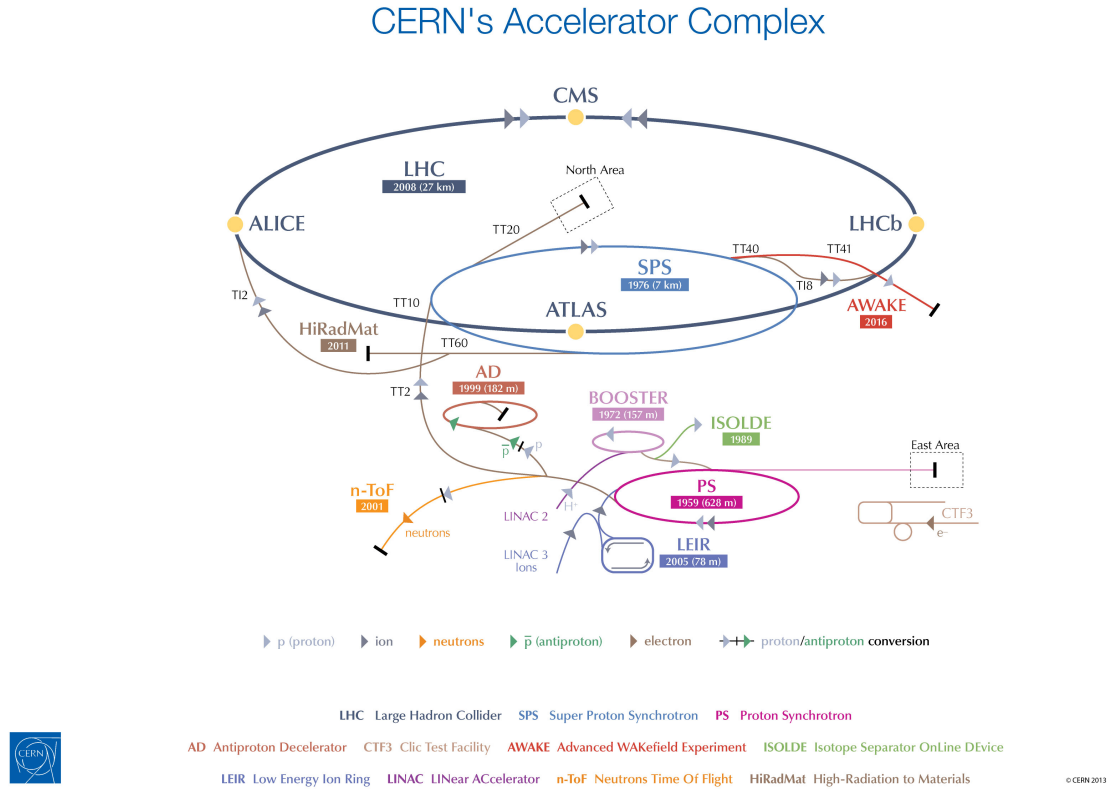 CERN's Accelerator Complex
CMS
LHC
2008 (27 km)
North Area
ALICE
TT20
LHCb
TT40
TT41
SPS
1976 (7 km)
TI2
TT10
TI8
ATLAS
AWAKE
2016
HiRadMat
2011
TT60
AD
1999 (182 m)
TT2
BOOSTER
1972 (157 m)
ISOLDE
1989
p̅
p
East Area
n-ToF
2001
PS
1959 (628 m)
H⁺
LINAC 2
neutrons
CTF3
e⁻
LEIR
2005 (78 m)
LINAC 3
Ions
p (proton)
ion
neutrons
p̅ (antiproton)
electron
proton/antiproton conversion
LHC Large Hadron Collider SPS Super Proton Synchrotron PS Proton Synchrotron
AD Antiproton Decelerator CTF3 Clic Test Facility AWAKE Advanced WAKefield Experiment ISOLDE Isotope Separator OnLine DEvice
LEIR Low Energy Ion Ring LINAC LINear ACcelerator n-ToF Neutrons Time Of Flight HiRadMat High-Radiation to Materials
CERN
© CERN 2013